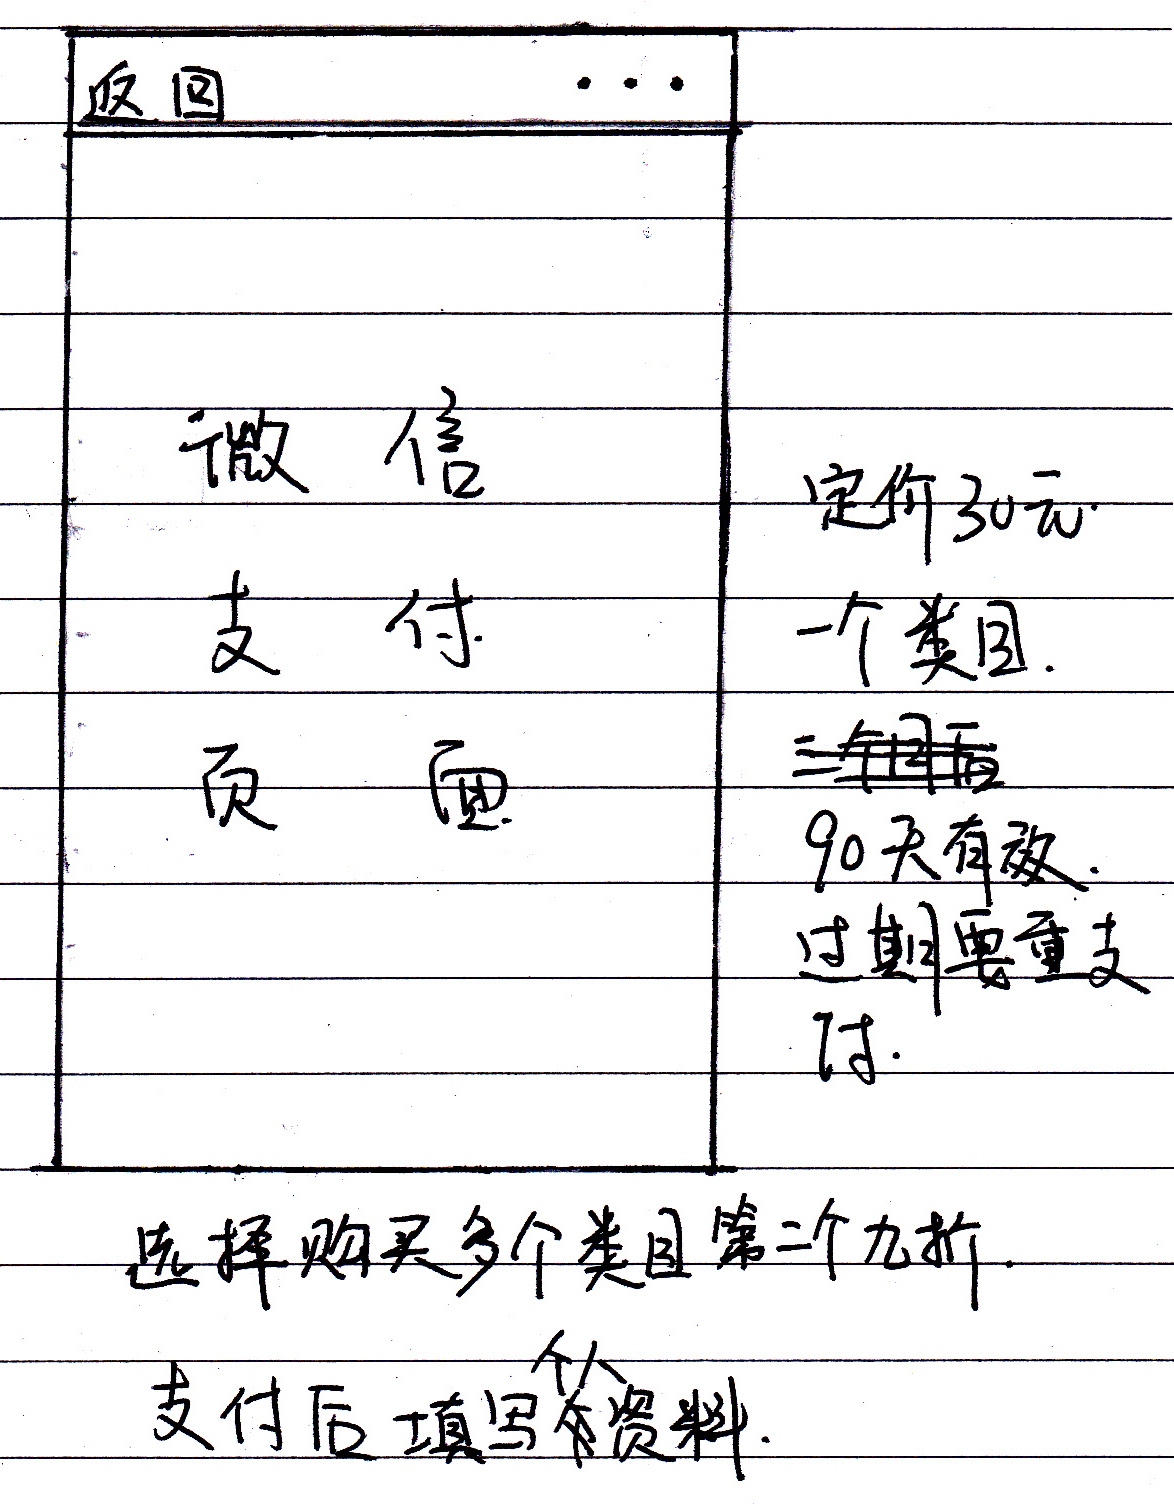 返回 ...
微信
支付
页面.
定价30元.
一个类目.
三个月后
90天有效.
过期要重支
付.
选择购买多个类目第二个九折.
个人
支付后填写资料.